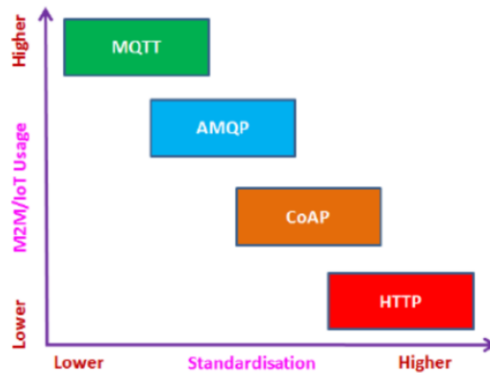 Higher
MQTT
AMQP
M2M/IoT Usage
CoAP
HTTP
Lower
Lower Standardisation Higher